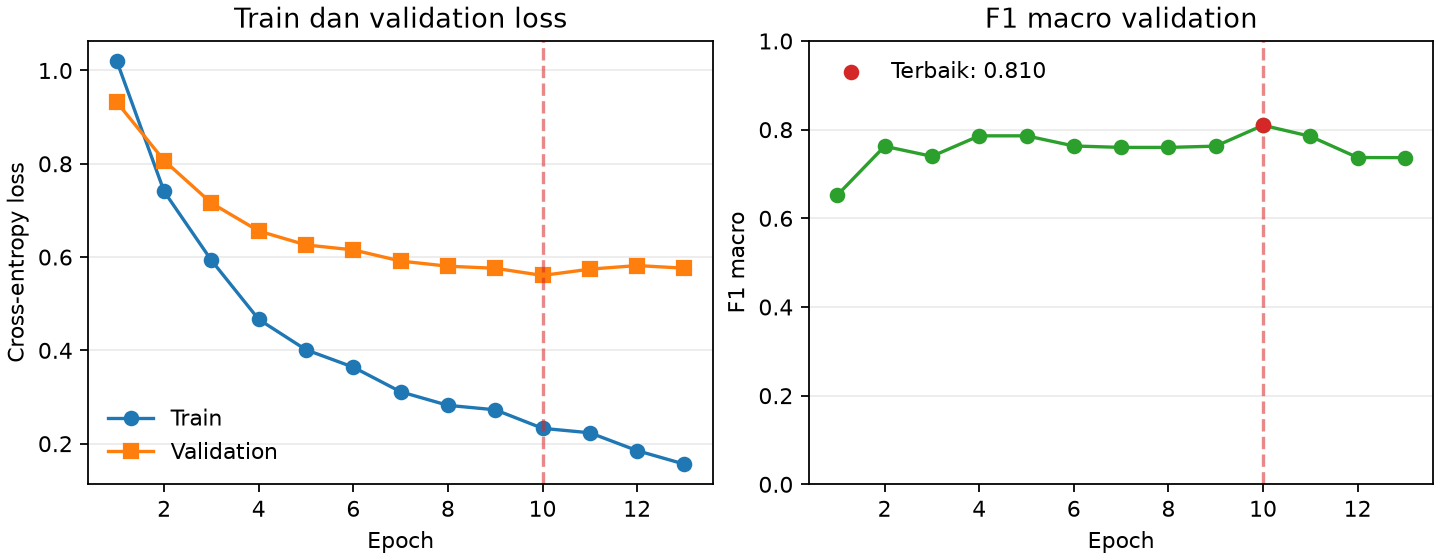 Train dan validation loss
Cross-entropy loss
1.0
0.8
0.6
0.4
0.2
Train
Validation
2 4 6 8 10 12
Epoch
F1 macro validation
F1 macro
1.0
0.8
0.6
0.4
0.2
0.0
Terbaik: 0.810
2 4 6 8 10 12
Epoch